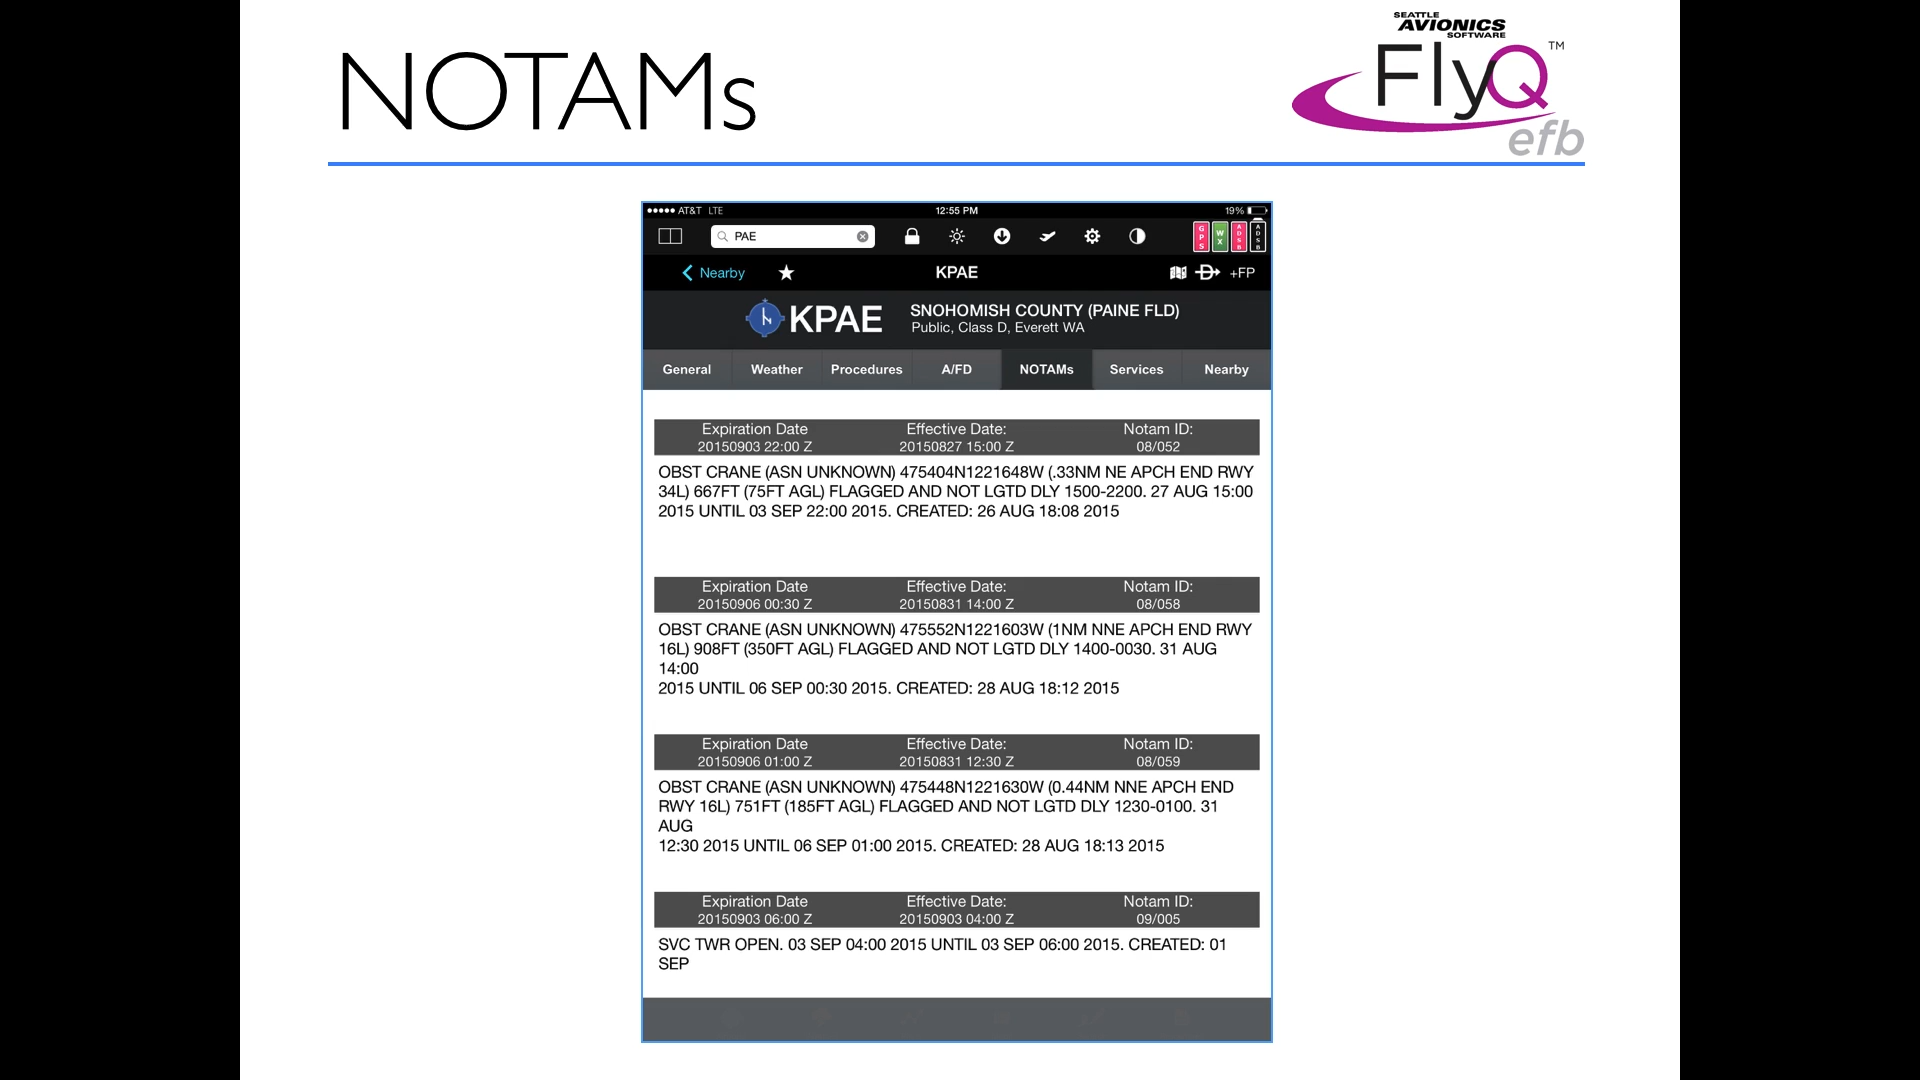 NOTAMs
SEATTLE
AVIONICS
SOFTWARE
FlyQ TM
efb
AT&T LTE 12:55 PM 19%
PAE GPS WX ADSB ADSB
Nearby KPAE +FP
KPAE SNOHOMISH COUNTY (PAINE FLD)
Public, Class D, Everett WA
General Weather Procedures A/FD NOTAMs Services Nearby
Expiration Date Effective Date: Notam ID:
20150903 22:00 Z 20150827 15:00 Z 08/052
OBST CRANE (ASN UNKNOWN) 475404N1221648W (.33NM NE APCH END RWY
34L) 667FT (75FT AGL) FLAGGED AND NOT LGTD DLY 1500-2200. 27 AUG 15:00
2015 UNTIL 03 SEP 22:00 2015. CREATED: 26 AUG 18:08 2015
Expiration Date Effective Date: Notam ID:
20150906 00:30 Z 20150831 14:00 Z 08/058
OBST CRANE (ASN UNKNOWN) 475552N1221603W (1NM NNE APCH END RWY
16L) 908FT (350FT AGL) FLAGGED AND NOT LGTD DLY 1400-0030. 31 AUG
14:00
2015 UNTIL 06 SEP 00:30 2015. CREATED: 28 AUG 18:12 2015
Expiration Date Effective Date: Notam ID:
20150906 01:00 Z 20150831 12:30 Z 08/059
OBST CRANE (ASN UNKNOWN) 475448N1221630W (0.44NM NNE APCH END
RWY 16L) 751FT (185FT AGL) FLAGGED AND NOT LGTD DLY 1230-0100. 31
AUG
12:30 2015 UNTIL 06 SEP 01:00 2015. CREATED: 28 AUG 18:13 2015
Expiration Date Effective Date: Notam ID:
20150903 06:00 Z 20150903 04:00 Z 09/005
SVC TWR OPEN. 03 SEP 04:00 2015 UNTIL 03 SEP 06:00 2015. CREATED: 01
SEP